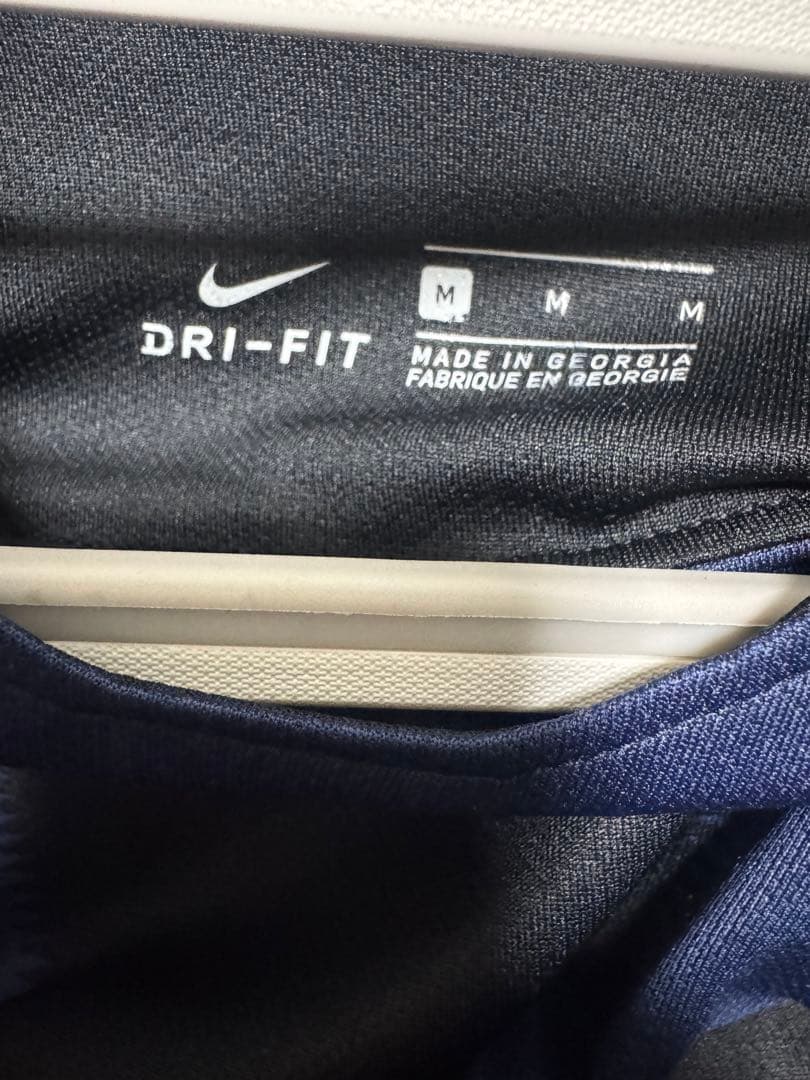 DRI-FIT
M M M
MADE IN GEORGIA
FABRIQUE EN GEORGIE